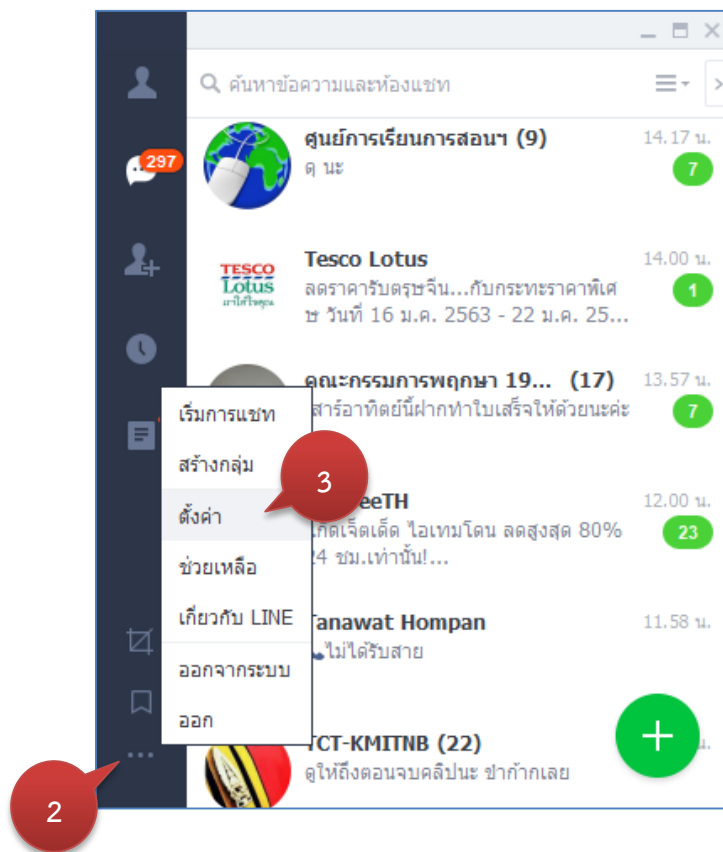 ค้นหาข้อความและห้องแชท
297
ศูนย์การเรียนการสอนฯ (9)
14.17 น.
ดุ นะ
7
TESCO
Lotus
เราใส่ใจคุณ
Tesco Lotus
14.00 น.
ลดราคารับตรุษจีน...กับกระทะราคาพิเศ
ษ วันที่ 16 ม.ค. 2563 - 22 ม.ค. 25...
1
คณะกรรมการพฤกษา 19... (17)
13.57 น.
สาร์อาทิตย์นี้ฝากทำใบเสร็จให้ด้วยนะค่ะ
7
eeTH
12.00 น.
เด็ดเจ็ตเด็ด ไอเทมโดน ลดสูงสุด 80%
24 ชม.เท่านั้น!...
23
Tanawat Hompan
11.58 น.
ไม่ได้รับสาย
TCT-KMITNB (22)
น.
ดูให้ถึงตอนจบคลิปนะ ขำก๊ากเลย
เริ่มการแชท
สร้างกลุ่ม
ตั้งค่า
ช่วยเหลือ
เกี่ยวกับ LINE
ออกจากระบบ
ออก
3
2